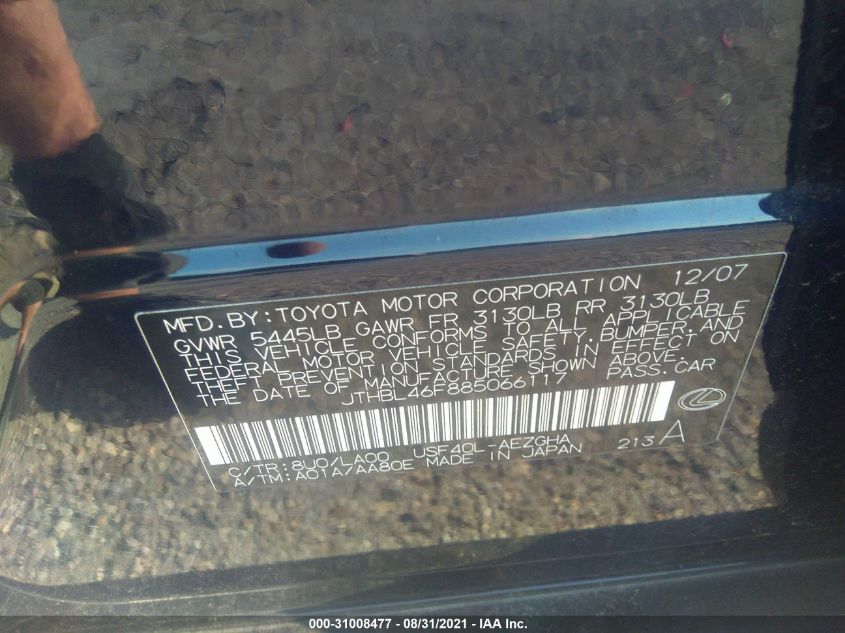 MFD. BY: TOYOTA MOTOR CORPORATION 12/07
GVWR 5445LB GAWR FR 3130LB RR 3130LB
THIS VEHICLE CONFORMS TO ALL APPLICABLE
FEDERAL MOTOR VEHICLE SAFETY, BUMPER, AND
THEFT PREVENTION STANDARDS IN EFFECT ON
THE DATE OF MANUFACTURE SHOWN ABOVE.
JTHBL46F885066117 PASS. CAR
C/TR: 8U0/LA00 USF40L-AEZGHA
A/TM: A01A/AA80E MADE IN JAPAN 213 A
000-31008477 - 08/31/2021 - IAA Inc.